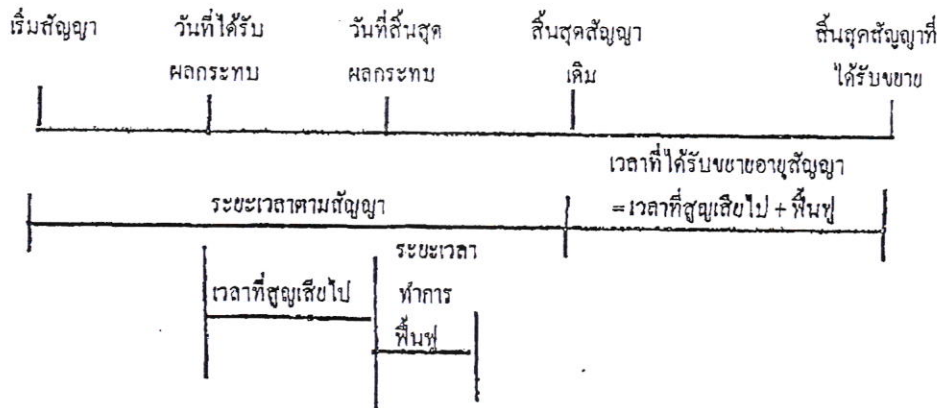 เริ่มสัญญา
วันที่ได้รับ
ผลกระทบ
วันที่สิ้นสุด
ผลกระทบ
สิ้นสุดสัญญา
เดิม
สิ้นสุดสัญญาที่
ได้รับขยาย
เวลาที่ได้รับขยายอายุสัญญา
=เวลาที่สูญเสียไป + ฟื้นฟู
ระยะเวลาตามสัญญา
เวลาที่สูญเสียไป
ระยะเวลา
ทำการ
ฟื้นฟู